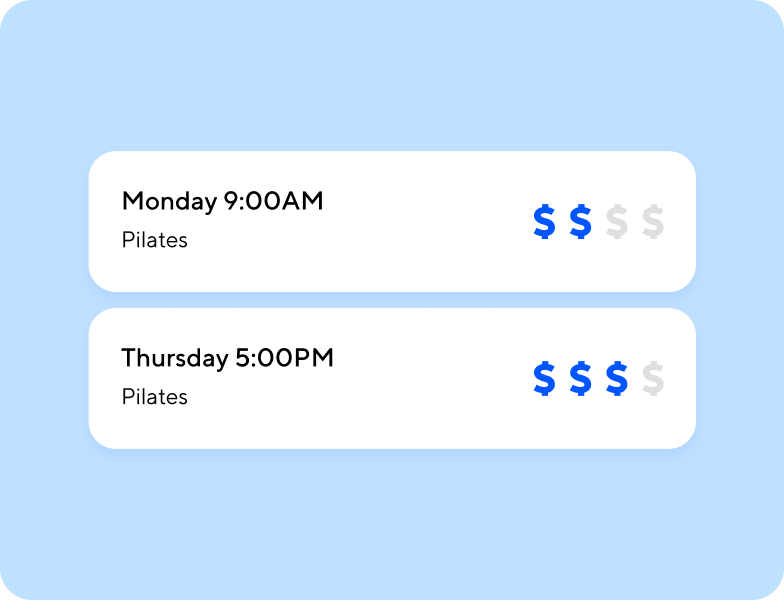 Monday 9:00AM
Pilates
$ $ $ $
Thursday 5:00PM
Pilates
$ $ $ $